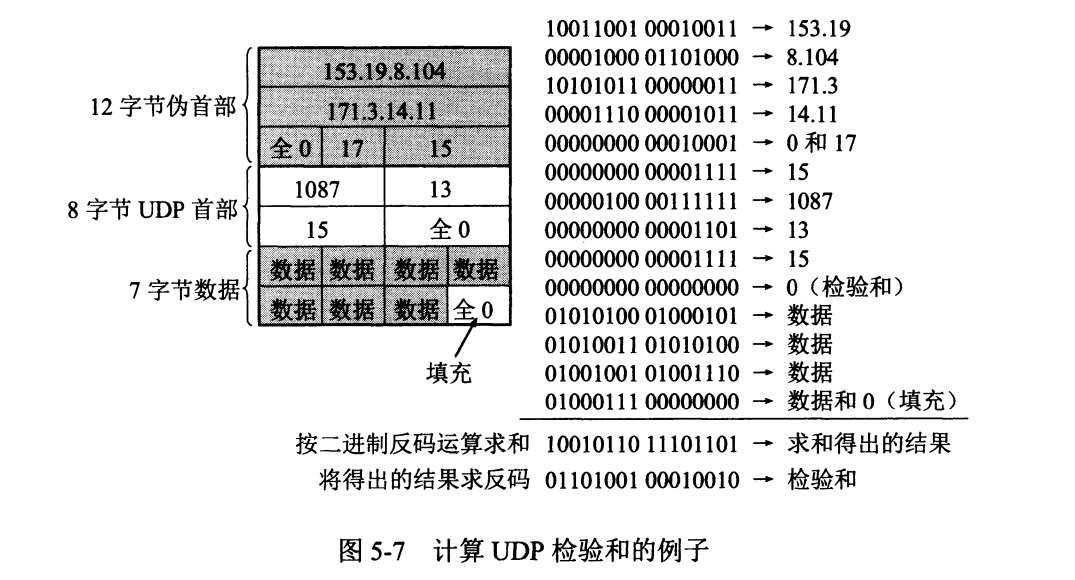 12 字节伪首部
153.19.8.104
171.3.14.11
全 0 17 15
8 字节 UDP 首部
1087 13
15 全 0
7 字节数据
数据 数据 数据 数据
数据 数据 数据 全 0
填充
10011001 00010011 → 153.19
00001000 01101000 → 8.104
10101011 00000011 → 171.3
00001110 00001011 → 14.11
00000000 00010001 → 0 和 17
00000000 00001111 → 15
00000100 00111111 → 1087
00000000 00001101 → 13
00000000 00001111 → 15
00000000 00000000 → 0（检验和）
01010100 01000101 → 数据
01010011 01010100 → 数据
01001001 01001110 → 数据
01000111 00000000 → 数据和 0（填充）
按二进制反码运算求和 10010110 11101101 → 求和得出的结果
将得出的结果求反码 01101001 00010010 → 检验和
图 5-7 计算 UDP 检验和的例子